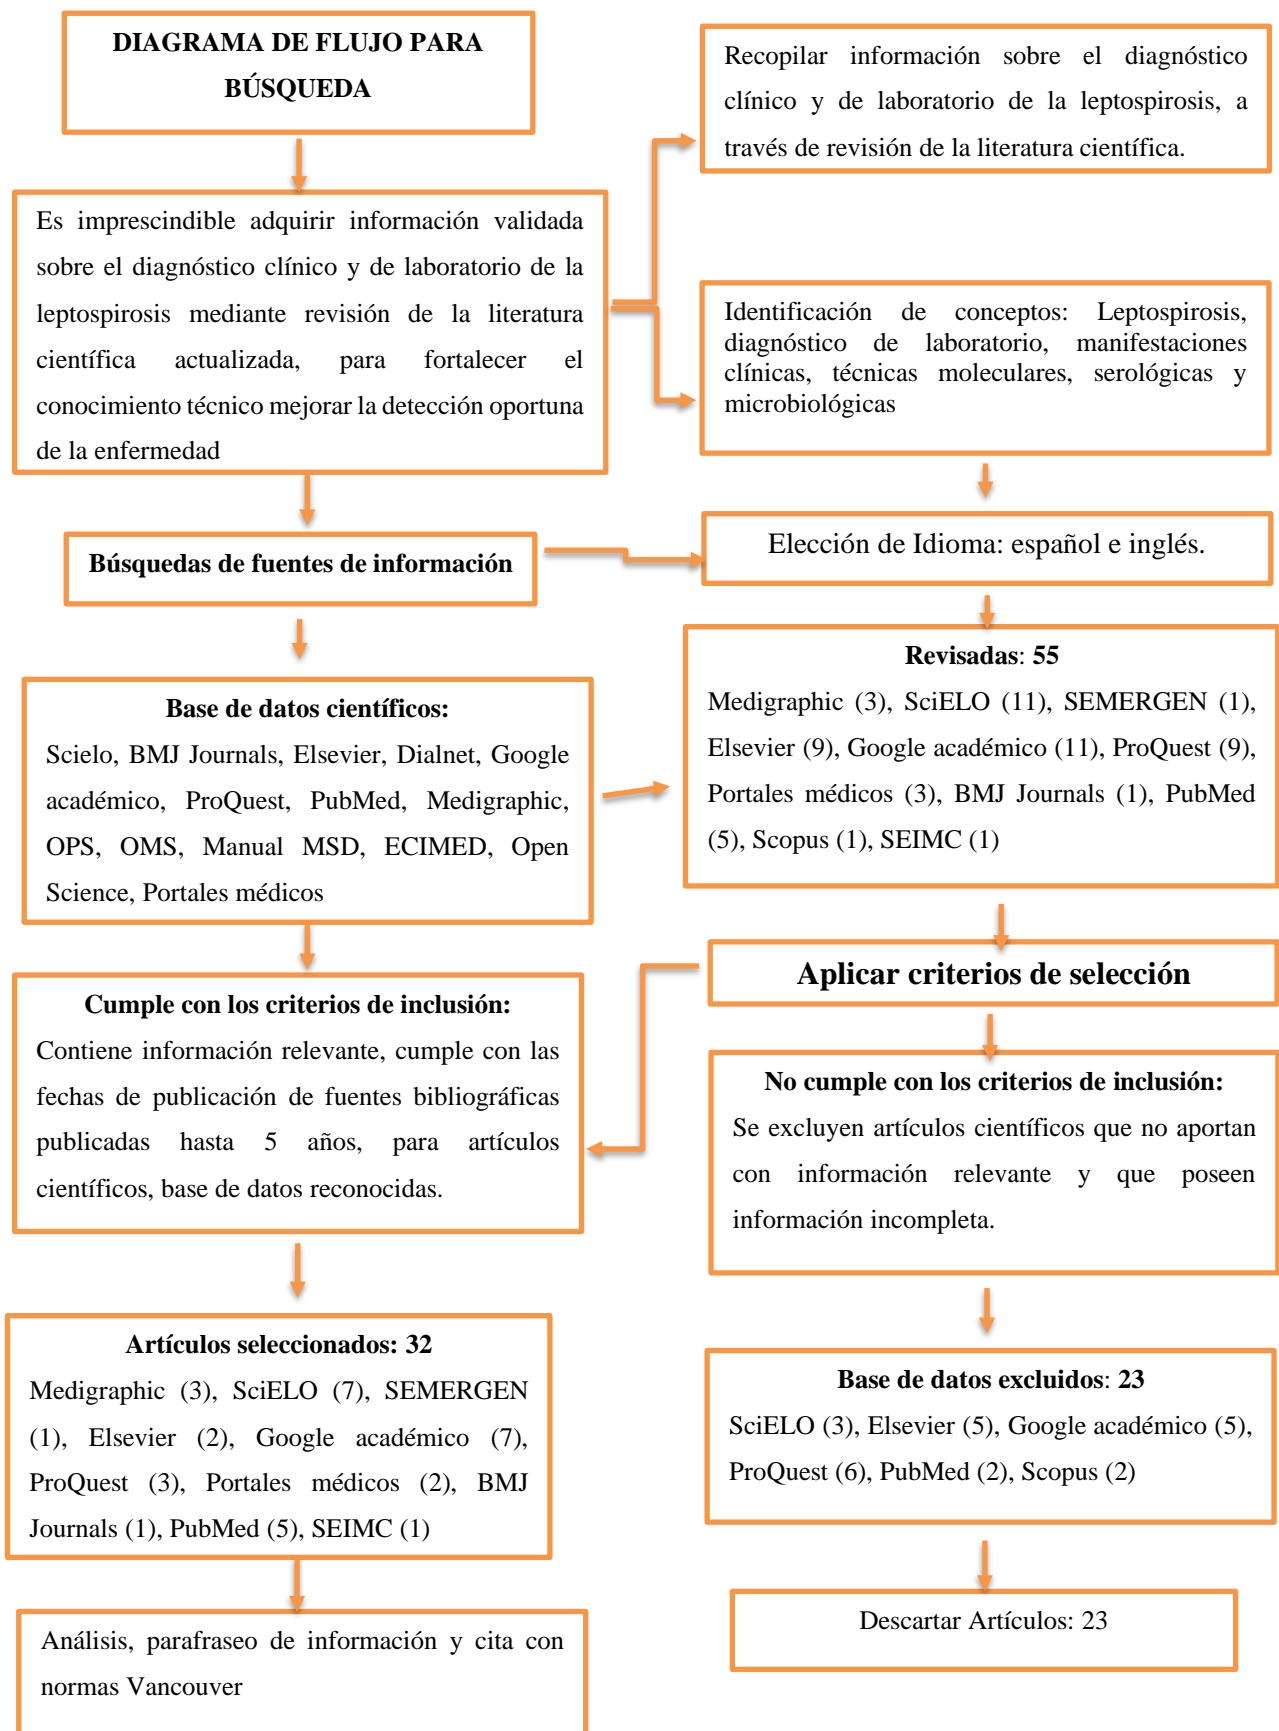 DIAGRAMA DE FLUJO PARA
BÚSQUEDA
Recopilar información sobre el diagnóstico
clínico y de laboratorio de la leptospirosis, a
través de revisión de la literatura científica.
Es imprescindible adquirir información validada
sobre el diagnóstico clínico y de laboratorio de la
leptospirosis mediante revisión de la literatura
científica actualizada, para fortalecer el
conocimiento técnico mejorar la detección oportuna
de la enfermedad
Identificación de conceptos: Leptospirosis,
diagnóstico de laboratorio, manifestaciones
clínicas, técnicas moleculares, serológicas y
microbiológicas
Búsquedas de fuentes de información
Elección de Idioma: español e inglés.
Base de datos científicos:
Scielo, BMJ Journals, Elsevier, Dialnet, Google
académico, ProQuest, PubMed, Medigraphic,
OPS, OMS, Manual MSD, ECIMED, Open
Science, Portales médicos
Revisadas: 55
Medigraphic (3), SciELO (11), SEMERGEN (1),
Elsevier (9), Google académico (11), ProQuest (9),
Portales médicos (3), BMJ Journals (1), PubMed
(5), Scopus (1), SEIMC (1)
Aplicar criterios de selección
Cumple con los criterios de inclusión:
Contiene información relevante, cumple con las
fechas de publicación de fuentes bibliográficas
publicadas hasta 5 años, para artículos
científicos, base de datos reconocidas.
No cumple con los criterios de inclusión:
Se excluyen artículos científicos que no aportan
con información relevante y que poseen
información incompleta.
Artículos seleccionados: 32
Medigraphic (3), SciELO (7), SEMERGEN
(1), Elsevier (2), Google académico (7),
ProQuest (3), Portales médicos (2), BMJ
Journals (1), PubMed (5), SEIMC (1)
Base de datos excluidos: 23
SciELO (3), Elsevier (5), Google académico (5),
ProQuest (6), PubMed (2), Scopus (2)
Análisis, parafraseo de información y cita con
normas Vancouver
Descartar Artículos: 23